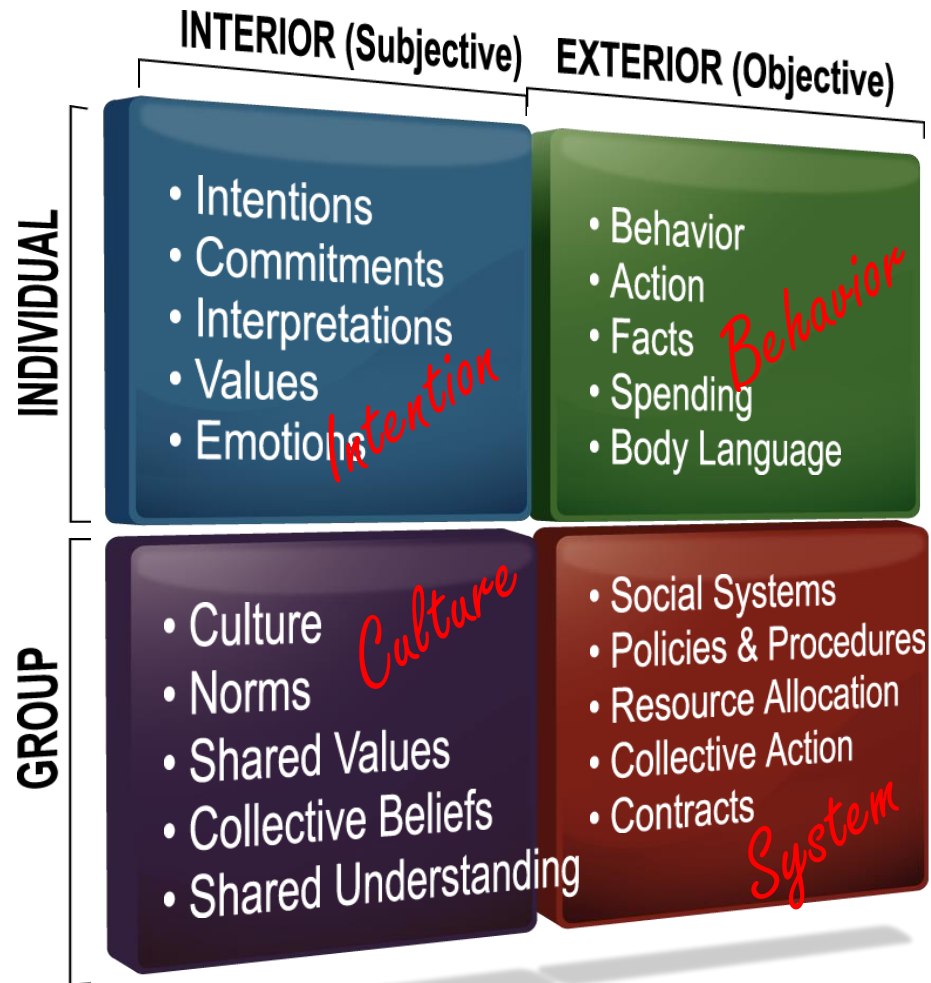 INTERIOR (Subjective)
EXTERIOR (Objective)
INDIVIDUAL
• Intentions
• Commitments
• Interpretations
• Values
• Emotions
Intention
• Behavior
• Action
• Facts
• Spending
• Body Language
Behavior
GROUP
• Culture
• Norms
• Shared Values
• Collective Beliefs
• Shared Understanding
Culture
• Social Systems
• Policies & Procedures
• Resource Allocation
• Collective Action
• Contracts
System